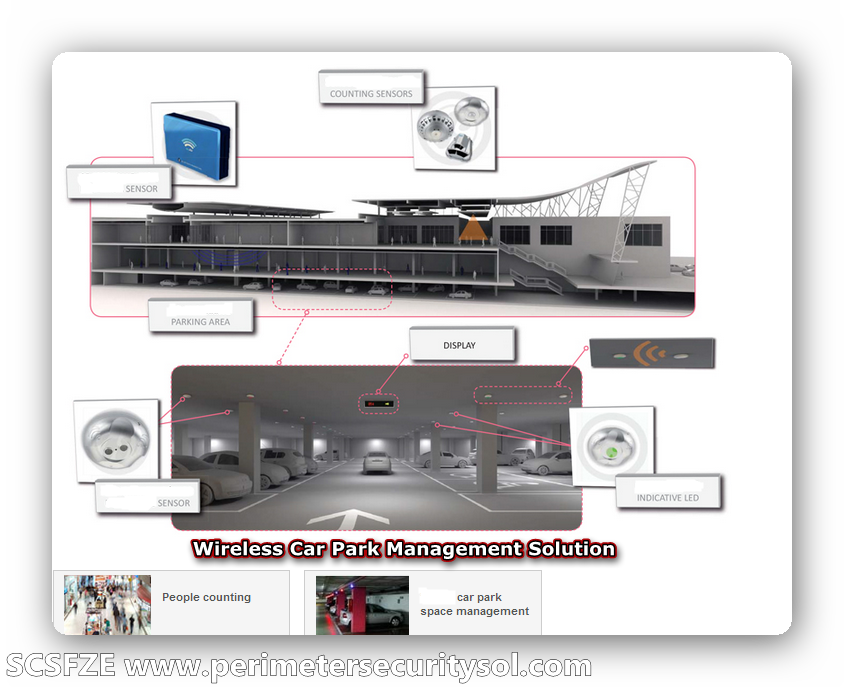 COUNTING SENSORS
SENSOR
PARKING AREA
DISPLAY
SENSOR
INDICATIVE LED
Wireless Car Park Management Solution
People counting
car park
space management
SCSFZE www.perimetersecuritysol.com